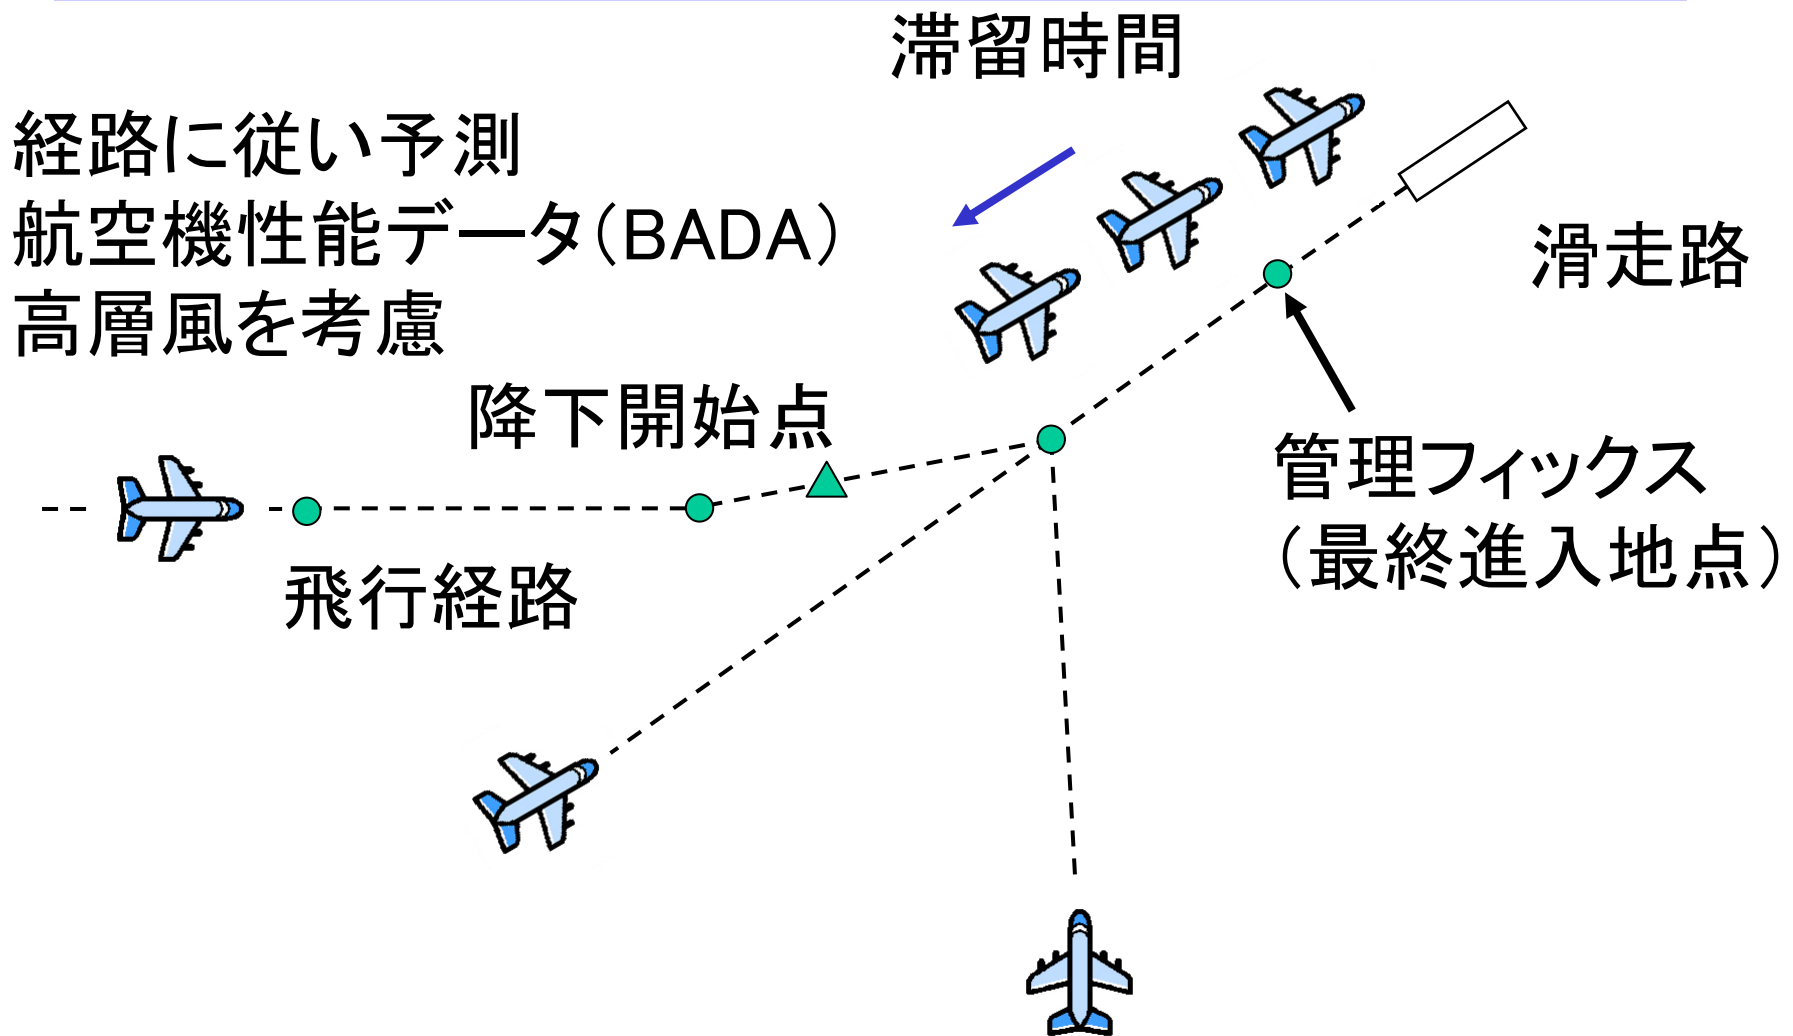 滞留時間
経路に従い予測
航空機性能データ（BADA）
高層風を考慮
滑走路
降下開始点
管理フィックス
（最終進入地点）
飛行経路